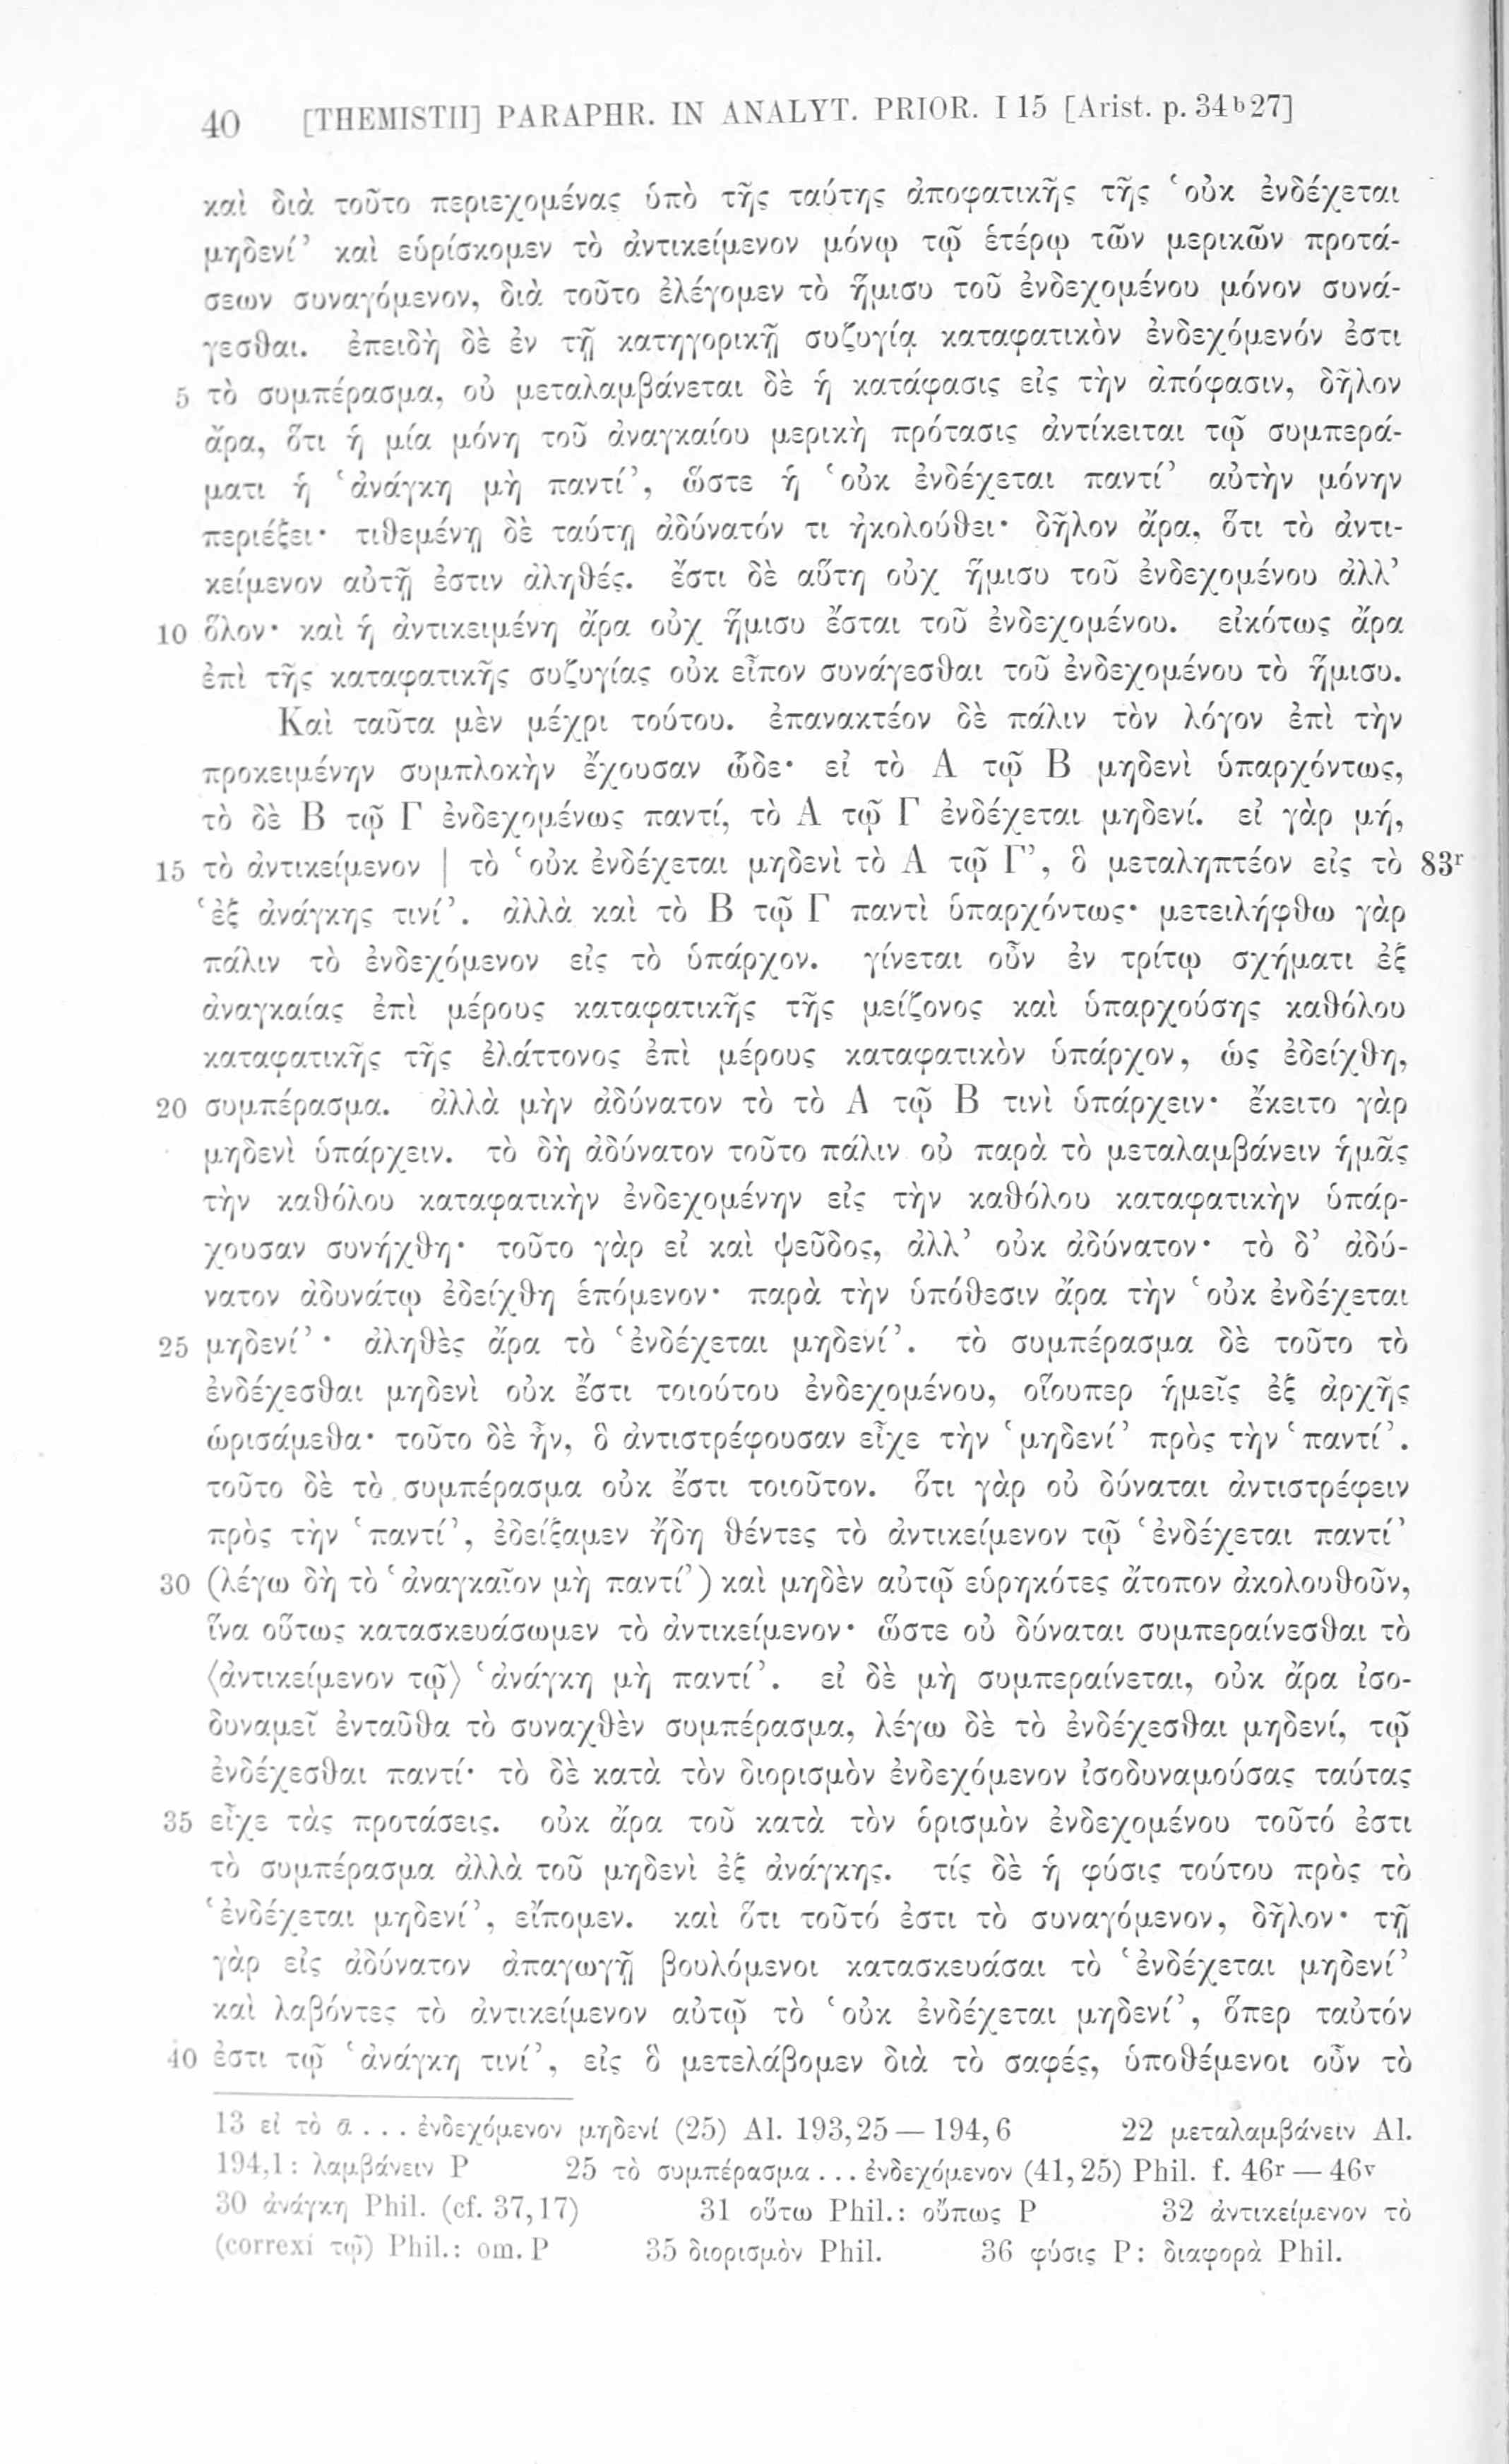 40 [THEMISTII] PARAPHR. IN ANALYT. PRIOR. I 15 [Arist. p. 34ᵇ27]
καὶ διὰ τοῦτο περιεχομένας ὑπὸ τῆς ταύτης ἀποφατικῆς τῆς ‘οὐκ ἐνδέχεται
μηδενί’ καὶ εὑρίσκομεν τὸ ἀντικείμενον μόνῳ τῷ ἑτέρῳ τῶν μερικῶν προτά-
σεων συναγόμενον, διὰ τοῦτο ἐλέγομεν τὸ ἥμισυ τοῦ ἐνδεχομένου μόνον συνά-
γεσθαι. ἐπειδὴ δὲ ἐν τῇ κατηγορικῇ συζυγίᾳ καταφατικὸν ἐνδεχόμενόν ἐστι
5 τὸ συμπέρασμα, οὐ μεταλαμβάνεται δὲ ἡ κατάφασις εἰς τὴν ἀπόφασιν, δῆλον
ἄρα, ὅτι ἡ μία μόνη τοῦ ἀναγκαίου μερικὴ πρότασις ἀντίκειται τῷ συμπερά-
ματι ἡ ‘ἀνάγκη μὴ παντί’, ὥστε ἡ ‘οὐκ ἐνδέχεται παντί’ αὐτὴν μόνην
περιέξει· τιθεμένῃ δὲ ταύτῃ ἀδύνατόν τι ἠκολούθει· δῆλον ἄρα, ὅτι τὸ ἀντι-
κείμενον αὐτῇ ἐστιν ἀληθές. ἔστι δὲ αὕτη οὐχ ἥμισυ τοῦ ἐνδεχομένου ἀλλ’
10 ὅλον· καὶ ἡ ἀντικειμένη ἄρα οὐχ ἥμισυ ἔσται τοῦ ἐνδεχομένου. εἰκότως ἄρα
ἐπὶ τῆς καταφατικῆς συζυγίας οὐκ εἶπον συνάγεσθαι τοῦ ἐνδεχομένου τὸ ἥμισυ.
Καὶ ταῦτα μὲν μέχρι τούτου. ἐπανακτέον δὲ πάλιν τὸν λόγον ἐπὶ τὴν
προκειμένην συμπλοκὴν ἔχουσαν ὧδε· εἰ τὸ Α τῷ Β μηδενὶ ὑπαρχόντως,
τὸ δὲ Β τῷ Γ ἐνδεχομένως παντί, τὸ Α τῷ Γ ἐνδέχεται μηδενί. εἰ γὰρ μή,
15 τὸ ἀντικείμενον | τὸ ‘οὐκ ἐνδέχεται μηδενὶ τὸ Α τῷ Γ’, ὃ μεταληπτέον εἰς τὸ 83ʳ
‘ἐξ ἀνάγκης τινί’. ἀλλὰ καὶ τὸ Β τῷ Γ παντὶ ὑπαρχόντως· μετειλήφθω γὰρ
πάλιν τὸ ἐνδεχόμενον εἰς τὸ ὑπάρχον. γίνεται οὖν ἐν τρίτῳ σχήματι ἐξ
ἀναγκαίας ἐπὶ μέρους καταφατικῆς τῆς μείζονος καὶ ὑπαρχούσης καθόλου
καταφατικῆς τῆς ἐλάττονος ἐπὶ μέρους καταφατικὸν ὑπάρχον, ὡς ἐδείχθη,
20 συμπέρασμα. ἀλλὰ μὴν ἀδύνατον τὸ τὸ Α τῷ Β τινὶ ὑπάρχειν· ἔκειτο γὰρ
μηδενὶ ὑπάρχειν. τὸ δὴ ἀδύνατον τοῦτο πάλιν οὐ παρὰ τὸ μεταλαμβάνειν ἡμᾶς
τὴν καθόλου καταφατικὴν ἐνδεχομένην εἰς τὴν καθόλου καταφατικὴν ὑπάρ-
χουσαν συνήχθη· τοῦτο γὰρ εἰ καὶ ψεῦδος, ἀλλ’ οὐκ ἀδύνατον· τὸ δ’ ἀδύ-
νατον ἀδυνάτῳ ἐδείχθη ἑπόμενον· παρὰ τὴν ὑπόθεσιν ἄρα τὴν ‘οὐκ ἐνδέχεται
25 μηδενί’· ἀληθὲς ἄρα τὸ ‘ἐνδέχεται μηδενί’. τὸ συμπέρασμα δὲ τοῦτο τὸ
ἐνδέχεσθαι μηδενὶ οὐκ ἔστι τοιούτου ἐνδεχομένου, οἵουπερ ἡμεῖς ἐξ ἀρχῆς
ὡρισάμεθα· τοῦτο δὲ ἦν, ὃ ἀντιστρέφουσαν εἶχε τὴν ‘μηδενί’ πρὸς τὴν ‘παντί’.
τοῦτο δὲ τὸ συμπέρασμα οὐκ ἔστι τοιοῦτον. ὅτι γὰρ οὐ δύναται ἀντιστρέφειν
πρὸς τὴν ‘παντί’, ἐδείξαμεν ἤδη θέντες τὸ ἀντικείμενον τῷ ‘ἐνδέχεται παντί’
30 (λέγω δὴ τὸ ‘ἀναγκαῖον μὴ παντί’) καὶ μηδὲν αὐτῷ εὑρηκότες ἄτοπον ἀκολουθοῦν,
ἵνα οὕτως κατασκευάσωμεν τὸ ἀντικείμενον· ὥστε οὐ δύναται συμπεραίνεσθαι τὸ
⟨ἀντικείμενον τῷ⟩ ‘ἀνάγκη μὴ παντί’. εἰ δὲ μὴ συμπεραίνεται, οὐκ ἄρα ἰσο-
δυναμεῖ ἐνταῦθα τὸ συναχθὲν συμπέρασμα, λέγω δὲ τὸ ἐνδέχεσθαι μηδενί, τῷ
ἐνδέχεσθαι παντί· τὸ δὲ κατὰ τὸν διορισμὸν ἐνδεχόμενον ἰσοδυναμούσας ταύτας
35 εἶχε τὰς προτάσεις. οὐκ ἄρα τοῦ κατὰ τὸν ὁρισμὸν ἐνδεχομένου τοῦτό ἐστι
τὸ συμπέρασμα ἀλλὰ τοῦ μηδενὶ ἐξ ἀνάγκης. τίς δὲ ἡ φύσις τούτου πρὸς τὸ
‘ἐνδέχεται μηδενί’, εἴπομεν. καὶ ὅτι τοῦτό ἐστι τὸ συναγόμενον, δῆλον· τῇ
γὰρ εἰς ἀδύνατον ἀπαγωγῇ βουλόμενοι κατασκευάσαι τὸ ‘ἐνδέχεται μηδενί’
καὶ λαβόντες τὸ ἀντικείμενον αὐτῷ τὸ ‘οὐκ ἐνδέχεται μηδενί’, ὅπερ ταὐτόν
40 ἐστι τῷ ‘ἀνάγκη τινί’, εἰς ὃ μετελάβομεν διὰ τὸ σαφές, ὑποθέμενοι οὖν τὸ
13 εἰ τὸ α̅ . . . ἐνδεχόμενον μηδενί (25) Al. 193,25 — 194,6 22 μεταλαμβάνειν Al.
194,1: λαμβάνειν P 25 τὸ συμπέρασμα . . . ἐνδεχόμενον (41,25) Phil. f. 46ʳ — 46ᵛ
30 ἀνάγκη Phil. (cf. 37,17) 31 οὕτω Phil.: οὔπως P 32 ἀντικείμενον τὸ
(correxi τῷ) Phil.: om. P 35 διορισμὸν Phil. 36 φύσις P: διαφορὰ Phil.